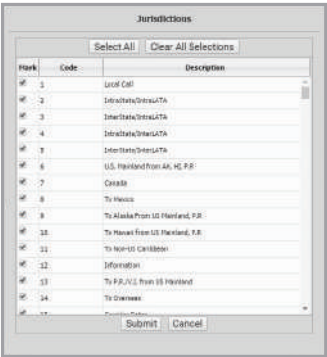 Jurisdictions
Select All Clear All Selections
Mark Code Description
1 Local Call
2 IntraState/IntraLATA
3 InterState/IntraLATA
4 IntraState/InterLATA
5 InterState/InterLATA
6 U.S. Mainland from AK, HI, P.R
7 Canada
8 To Mexico
9 To Alaska From US Mainland, P.R
10 To Hawaii from US Mainland, P.R
11 To Non-US Caribbean
12 Information
13 To P.R./V.I. from US Mainland
14 To Overseas
Submit Cancel